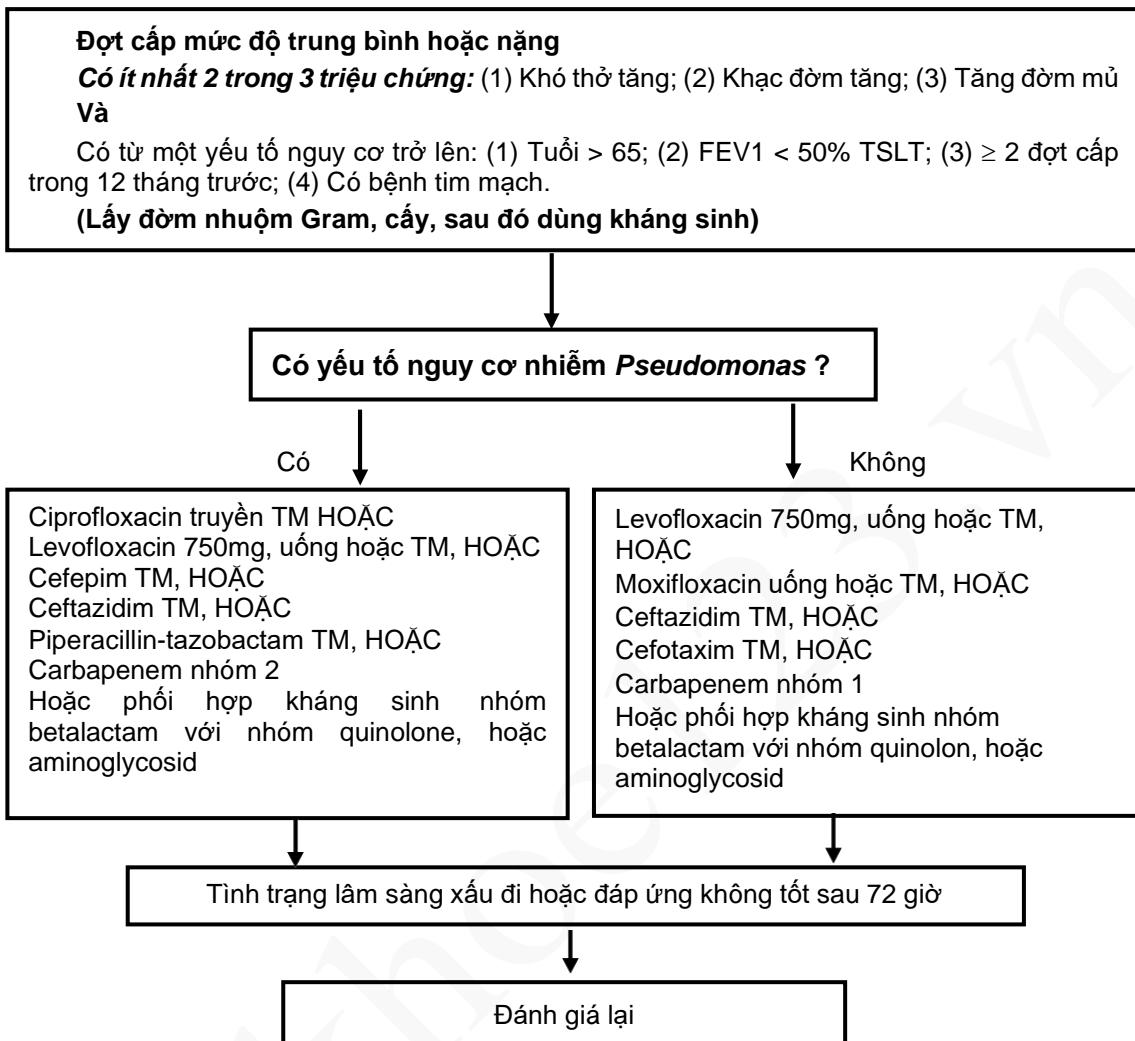 Đợt cấp mức độ trung bình hoặc nặng
Có ít nhất 2 trong 3 triệu chứng: (1) Khó thở tăng; (2) Khạc đờm tăng; (3) Tăng đờm mủ
Và
Có từ một yếu tố nguy cơ trở lên: (1) Tuổi > 65; (2) FEV1 < 50% TSLT; (3) ≥ 2 đợt cấp
trong 12 tháng trước; (4) Có bệnh tim mạch.
(Lấy đờm nhuộm Gram, cấy, sau đó dùng kháng sinh)
Có yếu tố nguy cơ nhiễm Pseudomonas ?
Có
Không
Ciprofloxacin truyền TM HOẶC
Levofloxacin 750mg, uống hoặc TM, HOẶC
Cefepim TM, HOẶC
Ceftazidim TM, HOẶC
Piperacillin-tazobactam TM, HOẶC
Carbapenem nhóm 2
Hoặc phối hợp kháng sinh nhóm
betalactam với nhóm quinolone, hoặc
aminoglycosid
Levofloxacin 750mg, uống hoặc TM,
HOẶC
Moxifloxacin uống hoặc TM, HOẶC
Ceftazidim TM, HOẶC
Cefotaxim TM, HOẶC
Carbapenem nhóm 1
Hoặc phối hợp kháng sinh nhóm
betalactam với nhóm quinolon, hoặc
aminoglycosid
Tình trạng lâm sàng xấu đi hoặc đáp ứng không tốt sau 72 giờ
Đánh giá lại